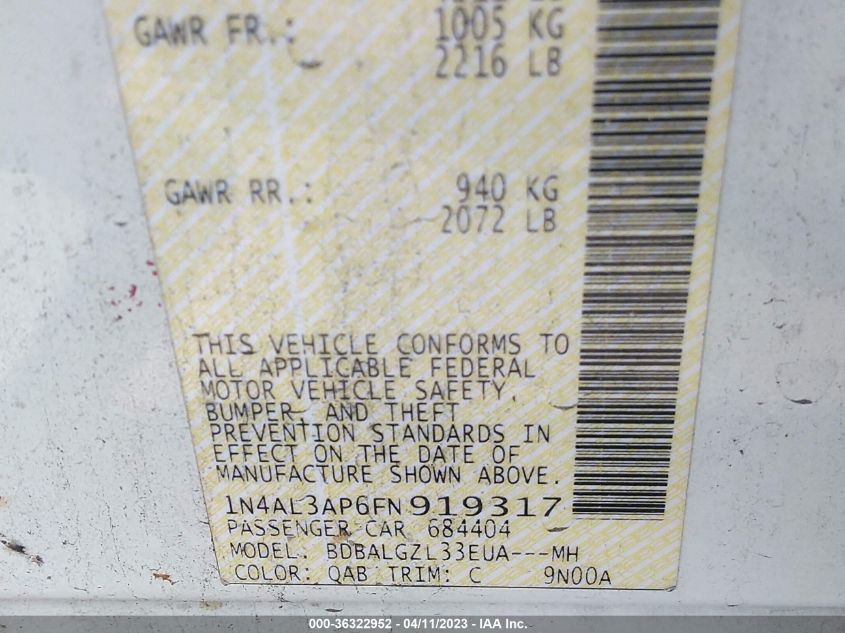 GAWR FR.: 1005 KG
2216 LB
GAWR RR.: 940 KG
2072 LB
THIS VEHICLE CONFORMS TO
ALL APPLICABLE FEDERAL
MOTOR VEHICLE SAFETY,
BUMPER, AND THEFT
PREVENTION STANDARDS IN
EFFECT ON THE DATE OF
MANUFACTURE SHOWN ABOVE.
1N4AL3AP6FN919317
PASSENGER CAR 684404
MODEL: BDBALGZL33EUA---MH
COLOR: QAB TRIM: C 9N00A
000-36322952 - 04/11/2023 - IAA Inc.